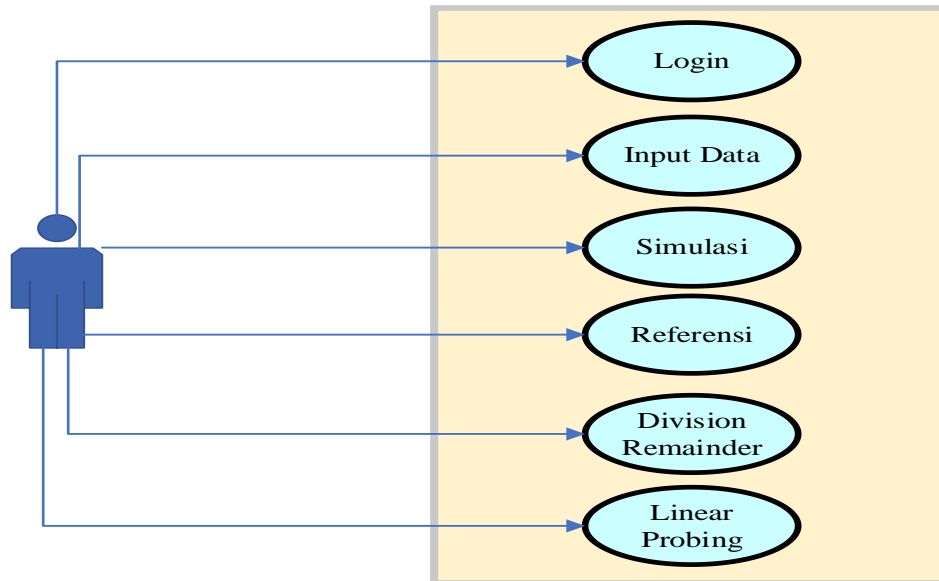 Login
Input Data
Simulasi
Referensi
Division
Remainder
Linear
Probing